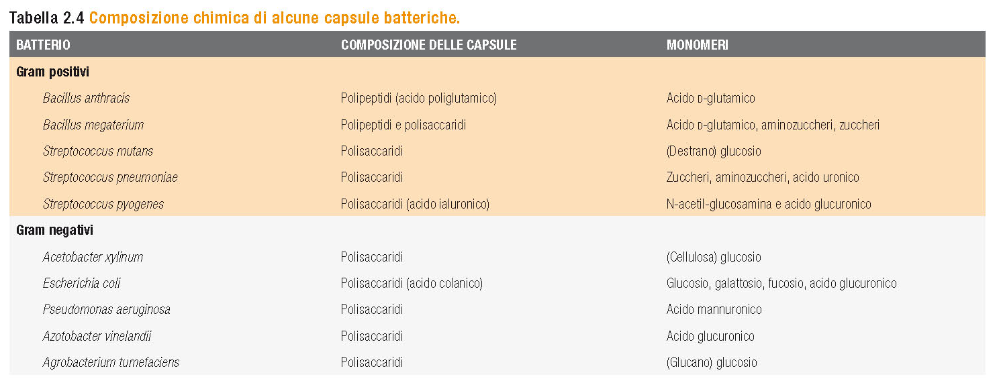 Tabella 2.4 Composizione chimica di alcune capsule batteriche.
BATTERIO COMPOSIZIONE DELLE CAPSULE MONOMERI
Gram positivi
Bacillus anthracis Polipeptidi (acido poliglutamico) Acido D-glutamico
Bacillus megaterium Polipeptidi e polisaccaridi Acido D-glutamico, aminozuccheri, zuccheri
Streptococcus mutans Polisaccaridi (Destrano) glucosio
Streptococcus pneumoniae Polisaccaridi Zuccheri, aminozuccheri, acido uronico
Streptococcus pyogenes Polisaccaridi (acido ialuronico) N-acetil-glucosamina e acido glucuronico
Gram negativi
Acetobacter xylinum Polisaccaridi (Cellulosa) glucosio
Escherichia coli Polisaccaridi (acido colanico) Glucosio, galattosio, fucosio, acido glucuronico
Pseudomonas aeruginosa Polisaccaridi Acido mannuronico
Azotobacter vinelandii Polisaccaridi Acido glucuronico
Agrobacterium tumefaciens Polisaccaridi (Glucano) glucosio